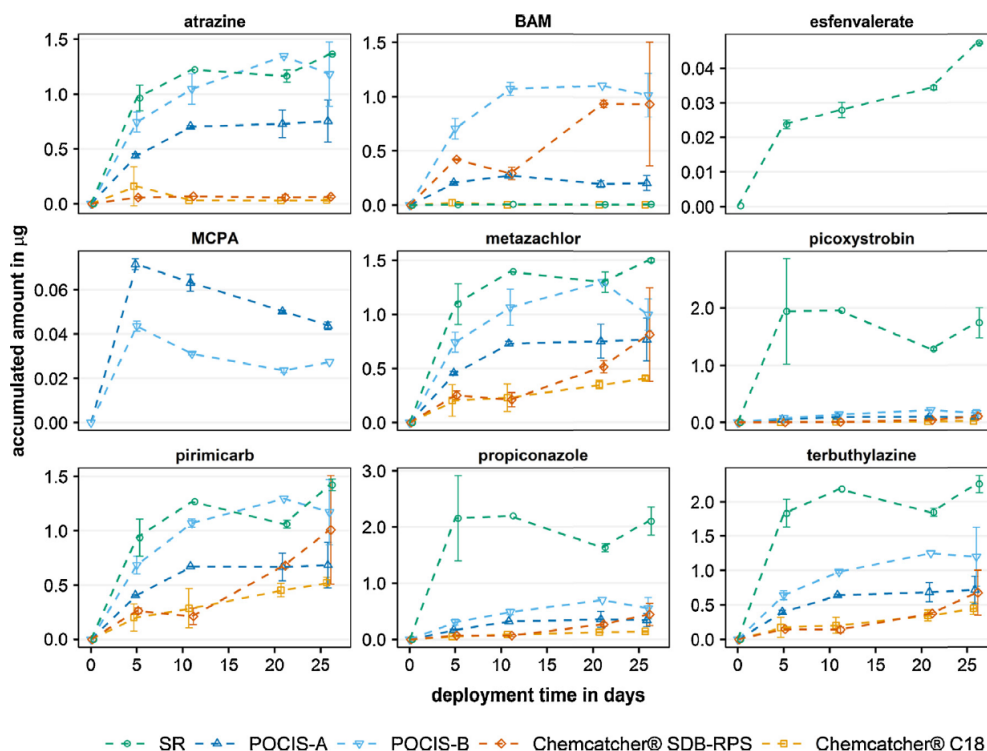 atrazine BAM esfenvalerate
1.5 1.5 0.04
1.0 1.0 0.03
0.5 0.5 0.02
0.01
0.0 0.0 0.00
MCPA metazachlor picoxystrobin
0.06 1.5 2.0
0.04 1.0
0.02 0.5 1.0
0.00 0.0 0.0
pirimicarb propiconazole terbuthylazine
1.5 3.0 2.0
1.0 2.0 1.5
1.0
0.5 1.0 0.5
0.0 0.0 0.0
0 5 10 15 20 25 0 5 10 15 20 25 0 5 10 15 20 25
accumulated amount in µg
deployment time in days
SR POCIS-A POCIS-B Chemcatcher® SDB-RPS Chemcatcher® C18